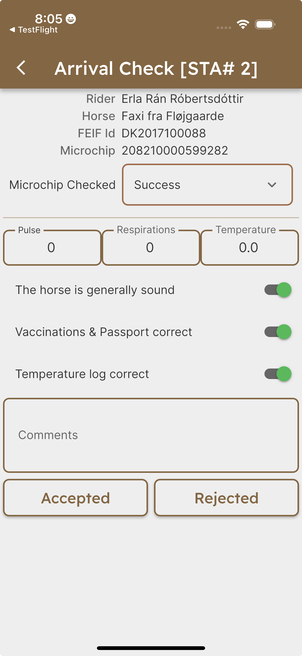 8:05
◀ TestFlight
Arrival Check [STA# 2]
Rider Erla Rán Róbertsdóttir
Horse Faxi fra Fløjgaarde
FEIF Id DK2017100088
Microchip 208210000599282
Microchip Checked Success
Pulse Respirations Temperature
0 0 0.0
The horse is generally sound
Vaccinations & Passport correct
Temperature log correct
Comments
Accepted Rejected